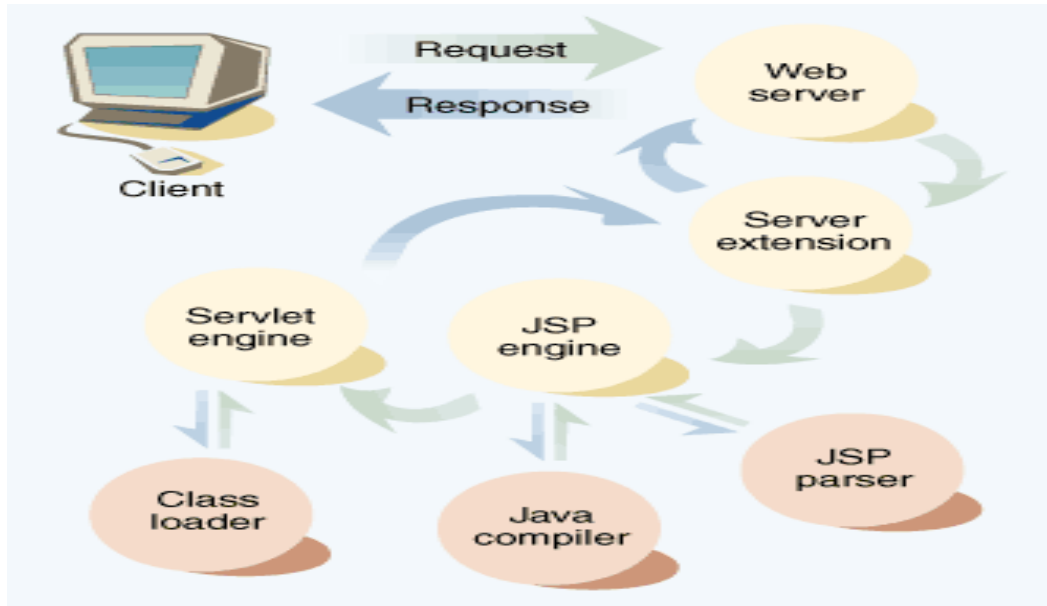 Request
Response
Client
Web
server
Server
extension
Servlet
engine
JSP
engine
JSP
parser
Class
loader
Java
compiler